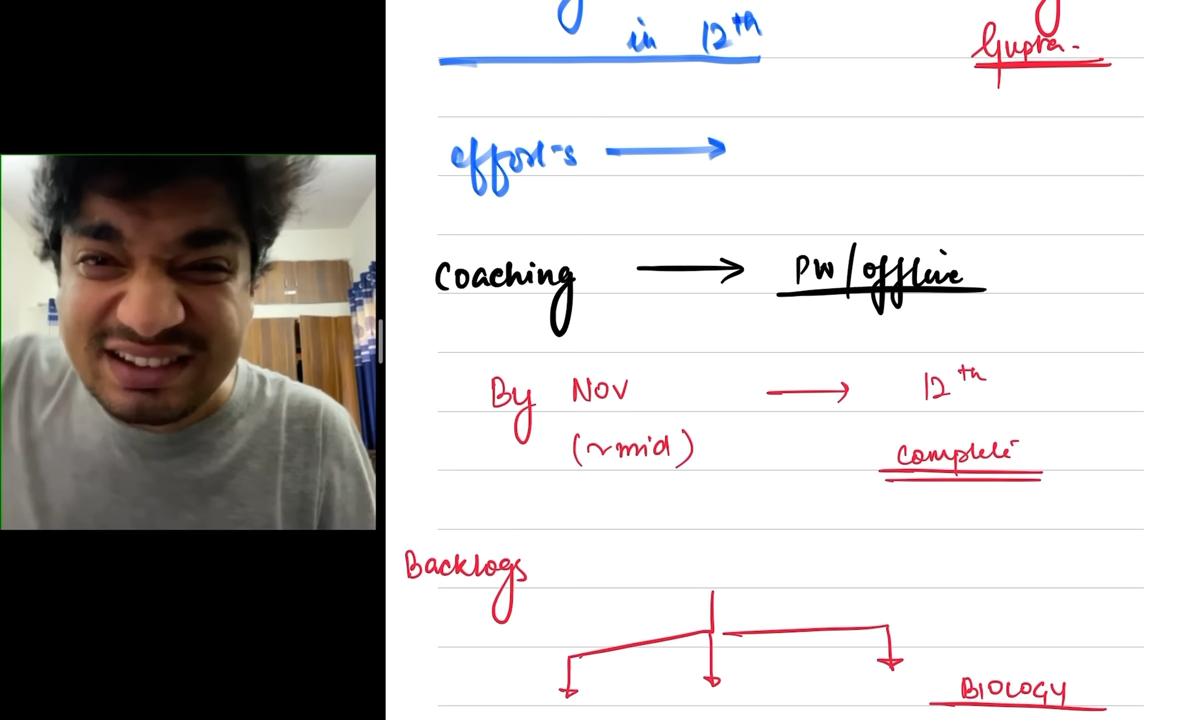 in 12th
Gupta.
efforts →
Coaching → PW/offline
By Nov → 12th
(~mid) complete
Backlogs
BIOLOGY